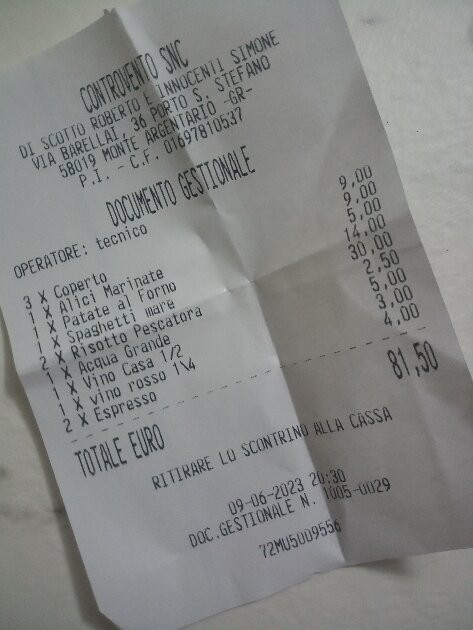 CONTROVENTO SNC
DI SCOTTO ROBERTO E INNOCENTI SIMONE
VIA BARELLAI, 36 PORTO S. STEFANO
58019 MONTE ARGENTARIO -GR-
P.I. - C.F. 01697810537
DOCUMENTO GESTIONALE
OPERATORE: tecnico
3 X Coperto 9,00
1 X Alici Marinate 9,00
1 X Patate al Forno 5,00
1 X Spaghetti mare 14,00
2 X Risotto Pescatora 30,00
1 X Acqua Grande 2,50
1 X Vino Casa 1/2 5,00
1 X vino rosso 1¼ 3,00
2 X Espresso 4,00
TOTALE EURO 81,50
RITIRARE LO SCONTRINO ALLA CASSA
09-06-2023 20:30
DOC.GESTIONALE N. 1005-0029
72MU5009556